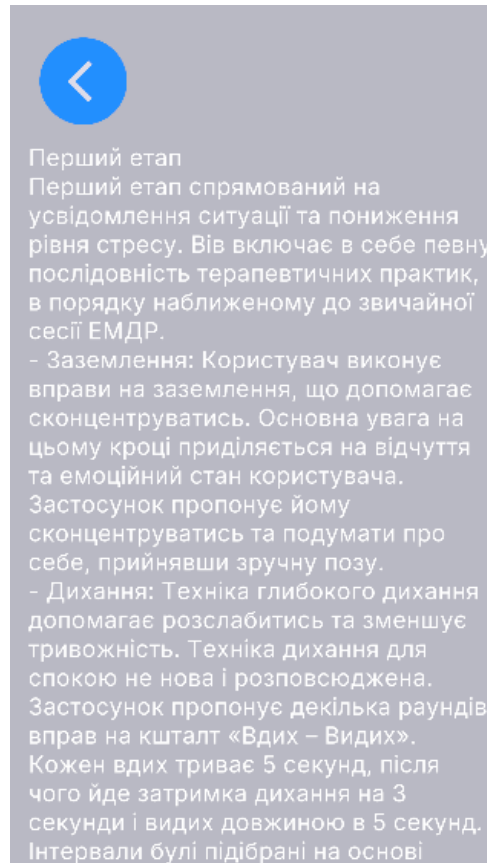 Перший етап
Перший етап спрямований на
усвідомлення ситуації та пониження
рівня стресу. Вів включає в себе певну
послідовність терапевтичних практик,
в порядку наближеному до звичайної
сесії ЕМДР.
- Заземлення: Користувач виконує
вправи на заземлення, що допомагає
сконцентруватись. Основна увага на
цьому кроці приділяється на відчуття
та емоційний стан користувача.
Застосунок пропонує йому
сконцентруватись та подумати про
себе, прийнявши зручну позу.
- Дихання: Техніка глибокого дихання
допомагає розслабитись та зменшує
тривожність. Техніка дихання для
спокою не нова і розповсюджена.
Застосунок пропонує декілька раундів
вправ на кшталт «Вдих – Видих».
Кожен вдих триває 5 секунд, після
чого йде затримка дихання на 3
секунди і видих довжиною в 5 секунд.
Інтервали булі підібрані на основі